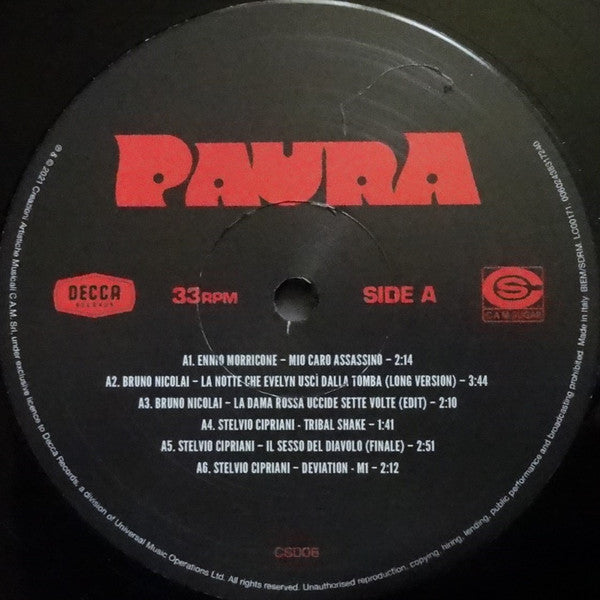 PAURA
DECCA
RECORDS
33RPM
SIDE A
CS
CAM SUGAR
A1. ENNIO MORRICONE – MIO CARO ASSASSINO – 2:14
A2. BRUNO NICOLAI – LA NOTTE CHE EVELYN USCÌ DALLA TOMBA (LONG VERSION) – 3:44
A3. BRUNO NICOLAI – LA DAMA ROSSA UCCIDE SETTE VOLTE (EDIT) – 2:10
A4. STELVIO CIPRIANI - TRIBAL SHAKE – 1:41
A5. STELVIO CIPRIANI – IL SESSO DEL DIAVOLO (FINALE) – 2:51
A6. STELVIO CIPRIANI – DEVIATION - M1 – 2:12
CS006
℗ & © 2021 Creazioni Artistiche Musicali C.A.M. Srl, under exclusive licence to Decca Records, a division of Universal Music Operations Ltd. All rights reserved. Unauthorised reproduction, copying, hiring, lending, public performance and broadcasting prohibited. Made in Italy. BIEM/SDRM. LC00171 00602438317240